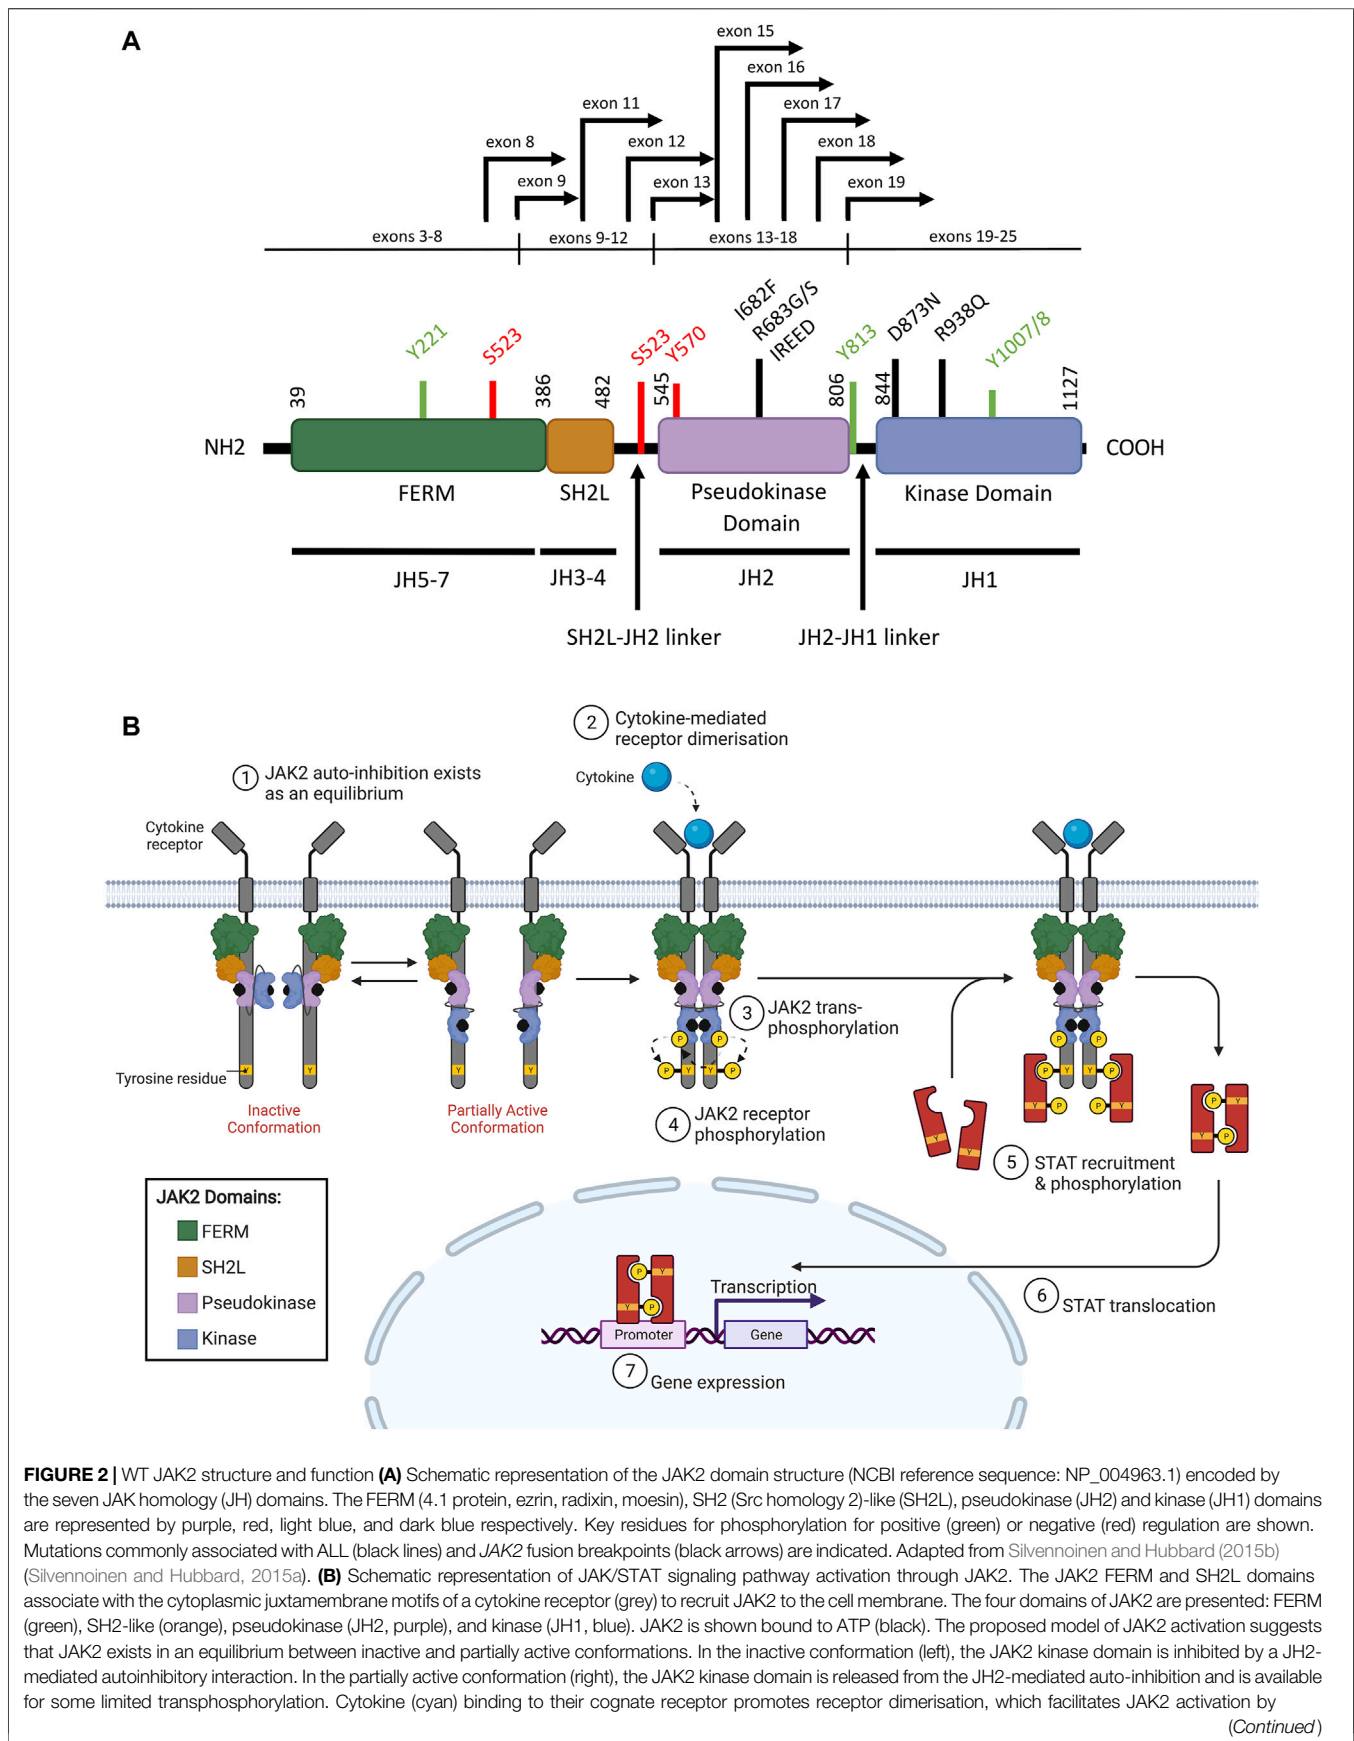 A
exon 15
exon 16
exon 11
exon 17
exon 8
exon 12
exon 18
exon 9
exon 13
exon 19
exons 3-8
exons 9-12
exons 13-18
exons 19-25
39
Y221
S523
386
482
S523
545
Y570
I682F
R683G/S
IREED
806
Y813
844
D873N
R938Q
Y1007/8
1127
NH2
COOH
FERM
SH2L
Pseudokinase
Domain
Kinase Domain
JH5-7
JH3-4
JH2
JH1
SH2L-JH2 linker
JH2-JH1 linker
B
2 Cytokine-mediated
receptor dimerisation
1 JAK2 auto-inhibition exists
as an equilibrium
Cytokine
Cytokine
receptor
3 JAK2 trans-
phosphorylation
P P
P P
P P
Tyrosine residue
Y Y Y Y P Y Y P
P Y Y P
Y P P Y
Inactive
Conformation
Partially Active
Conformation
4 JAK2 receptor
phosphorylation
Y Y
P Y
Y P
5 STAT recruitment
& phosphorylation
JAK2 Domains:
FERM
SH2L
Pseudokinase
Kinase
P Y
Y P
Transcription
Promoter
Gene
6 STAT translocation
7 Gene expression
FIGURE 2 | WT JAK2 structure and function (A) Schematic representation of the JAK2 domain structure (NCBI reference sequence: NP_004963.1) encoded by
the seven JAK homology (JH) domains. The FERM (4.1 protein, ezrin, radixin, moesin), SH2 (Src homology 2)-like (SH2L), pseudokinase (JH2) and kinase (JH1) domains
are represented by purple, red, light blue, and dark blue respectively. Key residues for phosphorylation for positive (green) or negative (red) regulation are shown.
Mutations commonly associated with ALL (black lines) and JAK2 fusion breakpoints (black arrows) are indicated. Adapted from Silvennoinen and Hubbard (2015b)
(Silvennoinen and Hubbard, 2015a). (B) Schematic representation of JAK/STAT signaling pathway activation through JAK2. The JAK2 FERM and SH2L domains
associate with the cytoplasmic juxtamembrane motifs of a cytokine receptor (grey) to recruit JAK2 to the cell membrane. The four domains of JAK2 are presented: FERM
(green), SH2-like (orange), pseudokinase (JH2, purple), and kinase (JH1, blue). JAK2 is shown bound to ATP (black). The proposed model of JAK2 activation suggests
that JAK2 exists in an equilibrium between inactive and partially active conformations. In the inactive conformation (left), the JAK2 kinase domain is inhibited by a JH2-
mediated autoinhibitory interaction. In the partially active conformation (right), the JAK2 kinase domain is released from the JH2-mediated auto-inhibition and is available
for some limited transphosphorylation. Cytokine (cyan) binding to their cognate receptor promotes receptor dimerisation, which facilitates JAK2 activation by
(Continued)